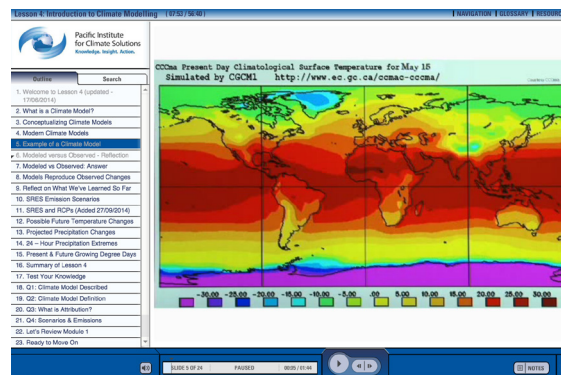 Lesson 4: Introduction to Climate Modelling ( 07:52 / 56:40 )
NAVIGATION | GLOSSARY | RESOUR
Pacific Institute
for Climate Solutions
Knowledge. Insight. Action.
Outline
Search
1. Welcome to Lesson 4 (updated -
17/08/2014)
2. What is a Climate Model?
3. Conceptualizing Climate Models
4. Modern Climate Models
5. Example of a Climate Model
6. Modeled versus Observed - Reflection
7. Modeled vs Observed: Answer
8. Models Reproduce Observed Changes
9. Reflect on What We've Learned So Far
10. SRES Emission Scenarios
11. SRES and RCPs (Added 27/09/2014)
12. Possible Future Temperature Changes
13. Projected Precipitation Changes
14. 24 – Hour Precipitation Extremes
15. Present & Future Growing Degree Days
16. Summary of Lesson 4
17. Test Your Knowledge
18. Q1: Climate Model Described
19. Q2: Climate Model Definition
20. Q3: What is Attribution?
21. Q4: Scenarios & Emissions
22. Let's Review Module 1
23. Ready to Move On
CCCma Present Day Climatological Surface Temperature for May 15
Simulated by CGCM1 http://www.ec.gc.ca/ccmac-cccma/
-30.00 -25.00 -20.00 -15.00 -10.00 -5.00 .00 5.00 10.00 15.00 20.00 25.00 30.00
SLIDE 5 OF 24 PAUSED 00:05 / 01:44
NOTES